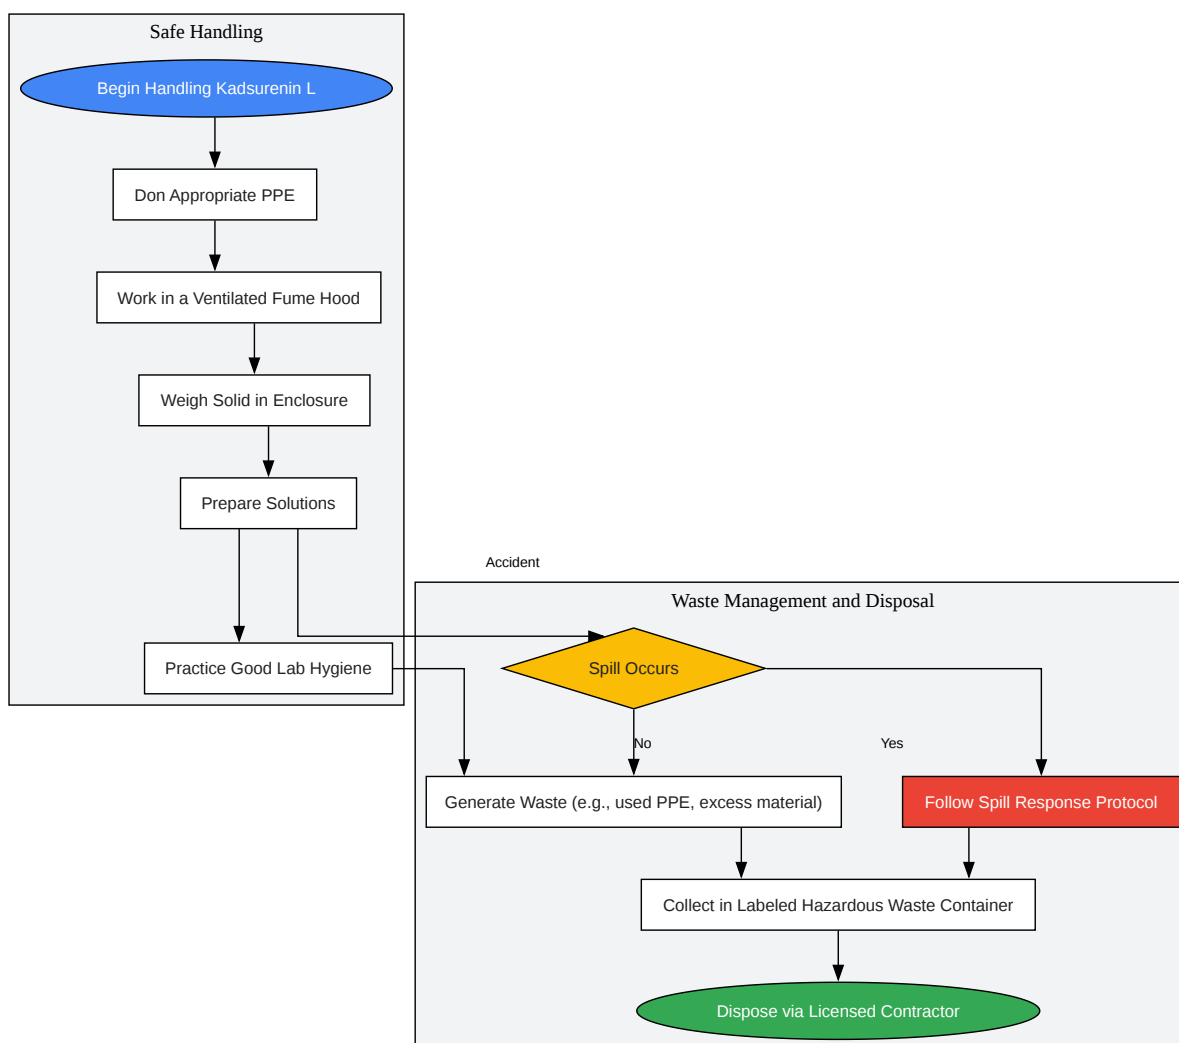 Safe Handling
Begin Handling Kadsurenin L
Don Appropriate PPE
Work in a Ventilated Fume Hood
Weigh Solid in Enclosure
Prepare Solutions
Practice Good Lab Hygiene
Accident
Waste Management and Disposal
Spill Occurs
No
Yes
Generate Waste (e.g., used PPE, excess material)
Follow Spill Response Protocol
Collect in Labeled Hazardous Waste Container
Dispose via Licensed Contractor